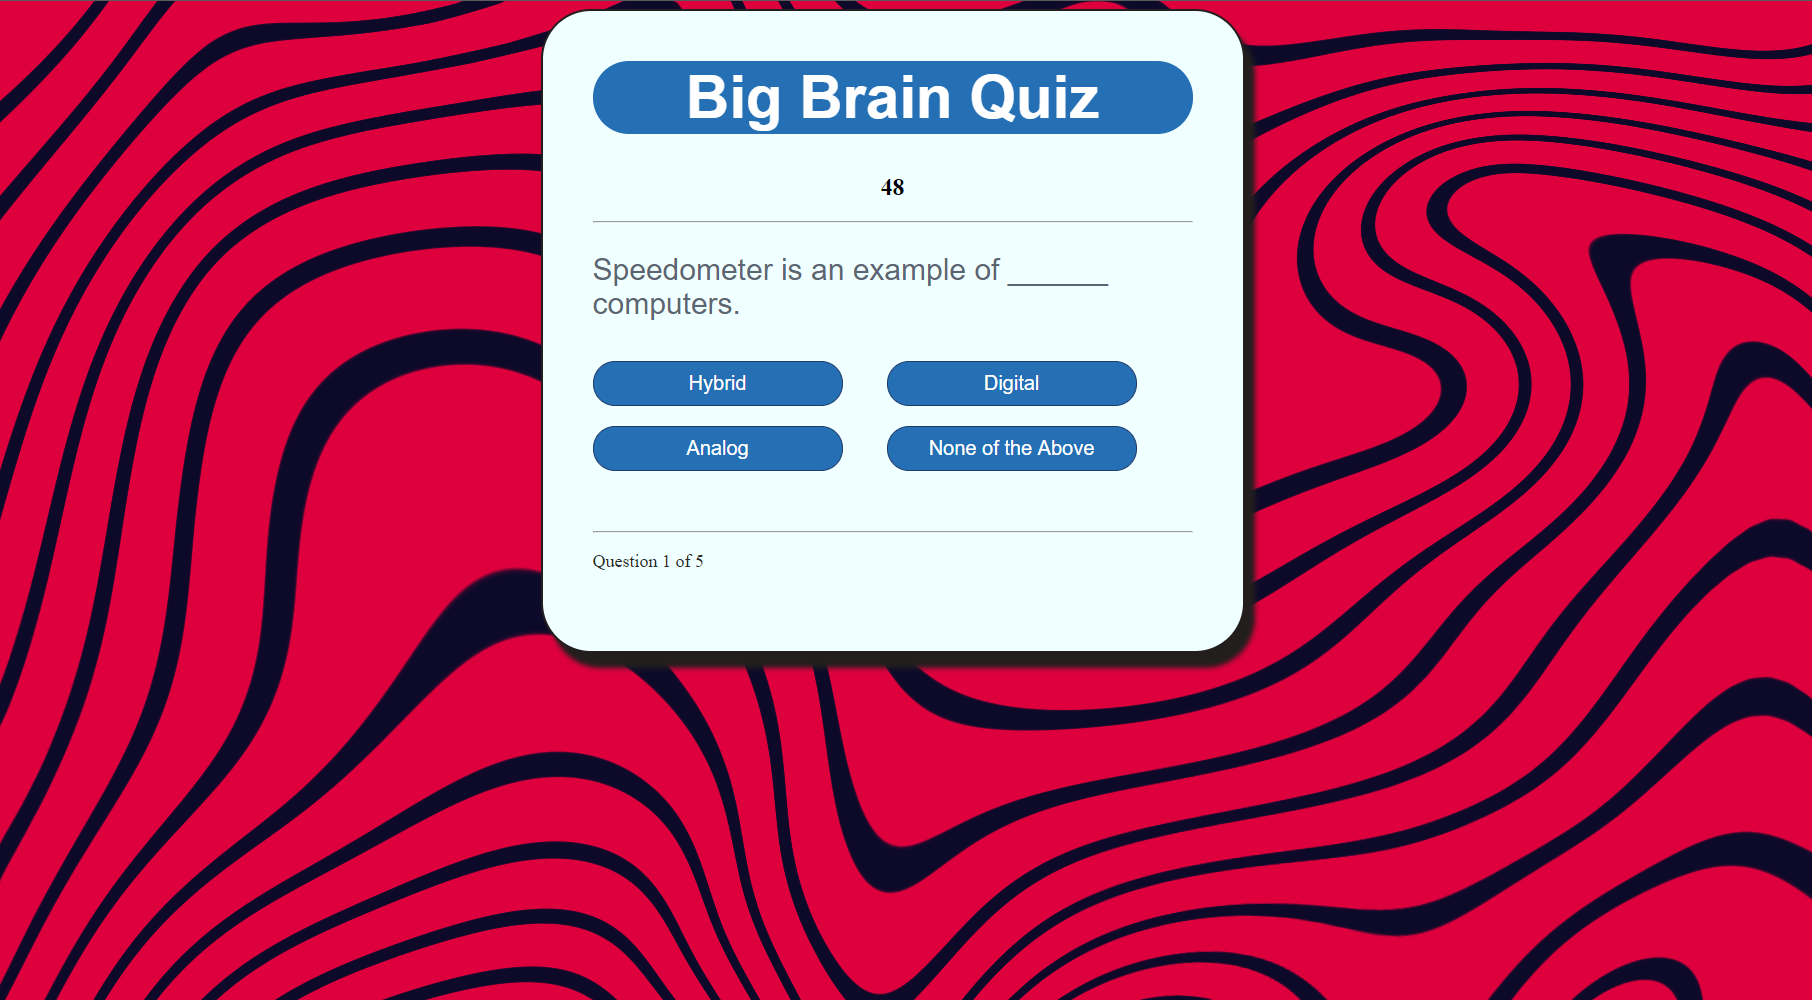 Big Brain Quiz
48
Speedometer is an example of ______
computers.
Hybrid
Digital
Analog
None of the Above
Question 1 of 5